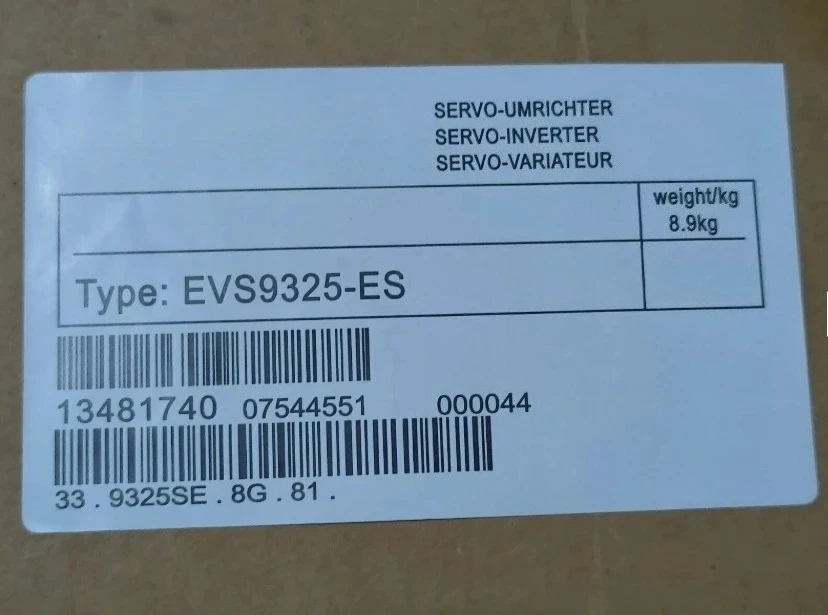 SERVO-UMRICHTER
SERVO-INVERTER
SERVO-VARIATEUR
weight/kg
8.9kg
Type: EVS9325-ES
13481740 07544551 000044
33 . 9325SE . 8G . 81 .